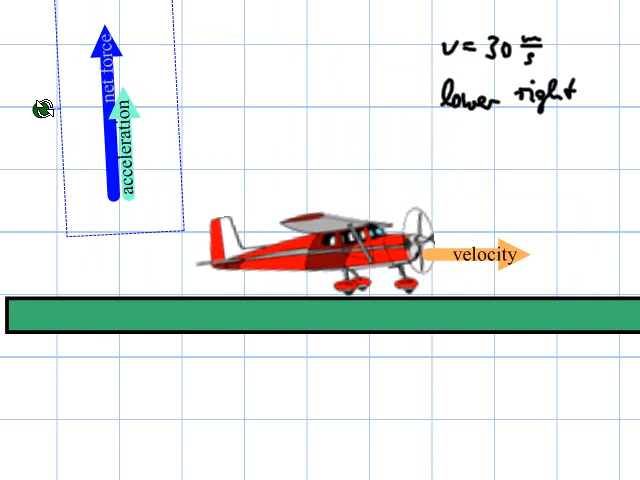 net force
acceleration
v = 30 m/s
lower right
velocity